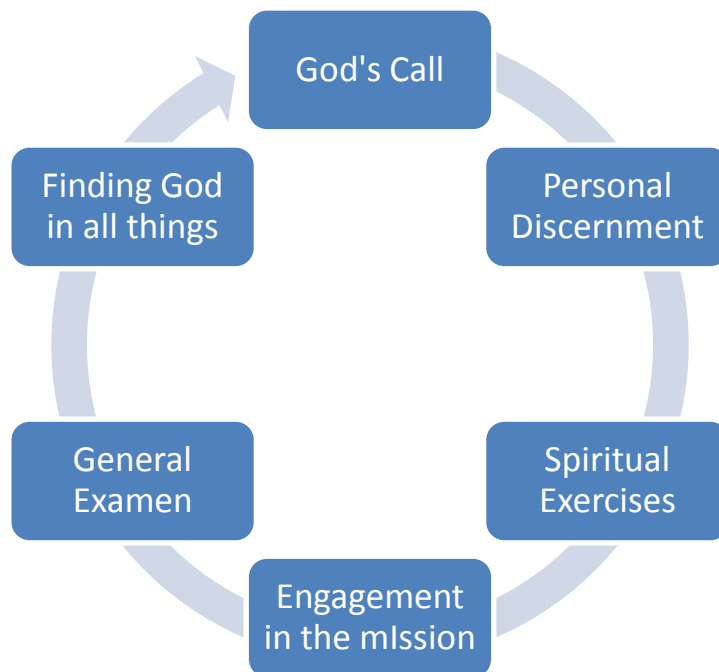 God's Call
Personal
Discernment
Spiritual
Exercises
Engagement
in the mIssion
General
Examen
Finding God
in all things